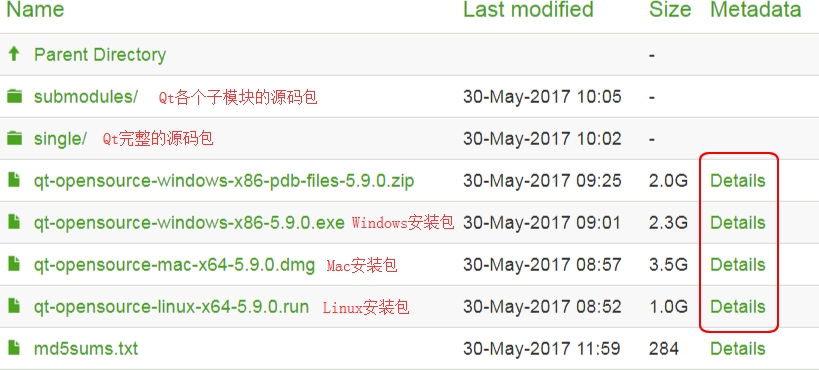 Name Last modified Size Metadata
Parent Directory -
submodules/ Qt各个子模块的源码包 30-May-2017 10:05 -
single/ Qt完整的源码包 30-May-2017 10:02 -
qt-opensource-windows-x86-pdb-files-5.9.0.zip 30-May-2017 09:25 2.0G Details
qt-opensource-windows-x86-5.9.0.exe Windows安装包 30-May-2017 09:01 2.3G Details
qt-opensource-mac-x64-5.9.0.dmg Mac安装包 30-May-2017 08:57 3.5G Details
qt-opensource-linux-x64-5.9.0.run Linux安装包 30-May-2017 08:52 1.0G Details
md5sums.txt 30-May-2017 11:59 284 Details